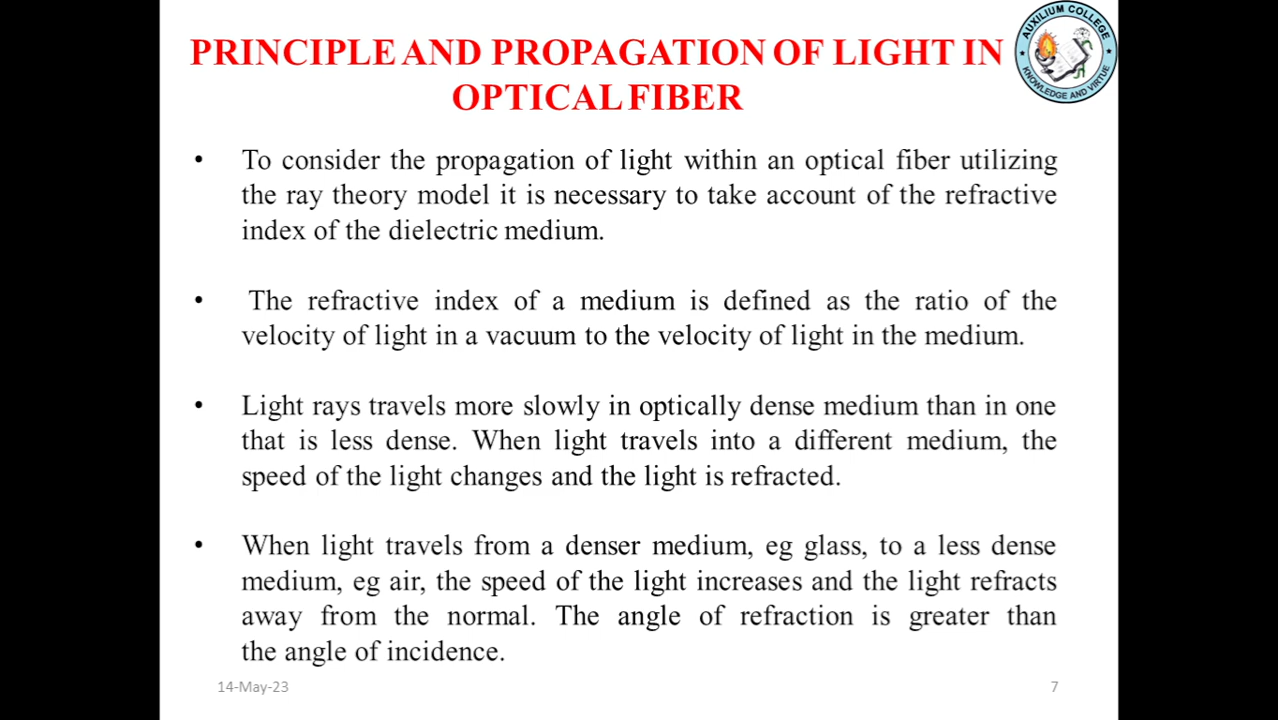 PRINCIPLE AND PROPAGATION OF LIGHT IN
OPTICAL FIBER
AUXILIUM COLLEGE
KNOWLEDGE AND VIRTUE
• To consider the propagation of light within an optical fiber utilizing
the ray theory model it is necessary to take account of the refractive
index of the dielectric medium.
• The refractive index of a medium is defined as the ratio of the
velocity of light in a vacuum to the velocity of light in the medium.
• Light rays travels more slowly in optically dense medium than in one
that is less dense. When light travels into a different medium, the
speed of the light changes and the light is refracted.
• When light travels from a denser medium, eg glass, to a less dense
medium, eg air, the speed of the light increases and the light refracts
away from the normal. The angle of refraction is greater than
the angle of incidence.
14-May-23
7